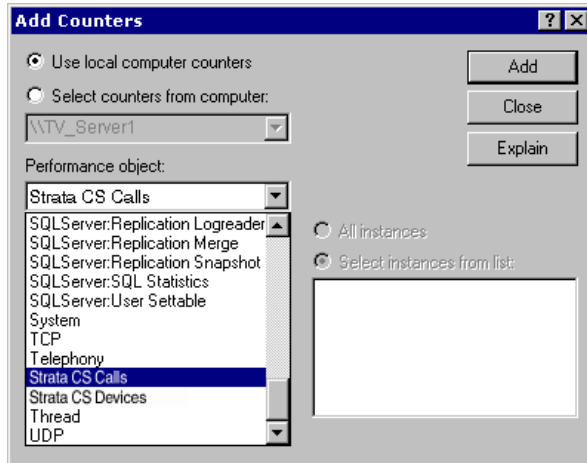 Add Counters
Use local computer counters
Select counters from computer:
\\TV_Server1
Performance object:
Strata CS Calls
SQLServer:Replication Logreader
SQLServer:Replication Merge
SQLServer:Replication Snapshot
SQLServer:SQL Statistics
SQLServer:User Settable
System
TCP
Telephony
Strata CS Calls
Strata CS Devices
Thread
UDP
All instances
Select instances from list:
Add
Close
Explain